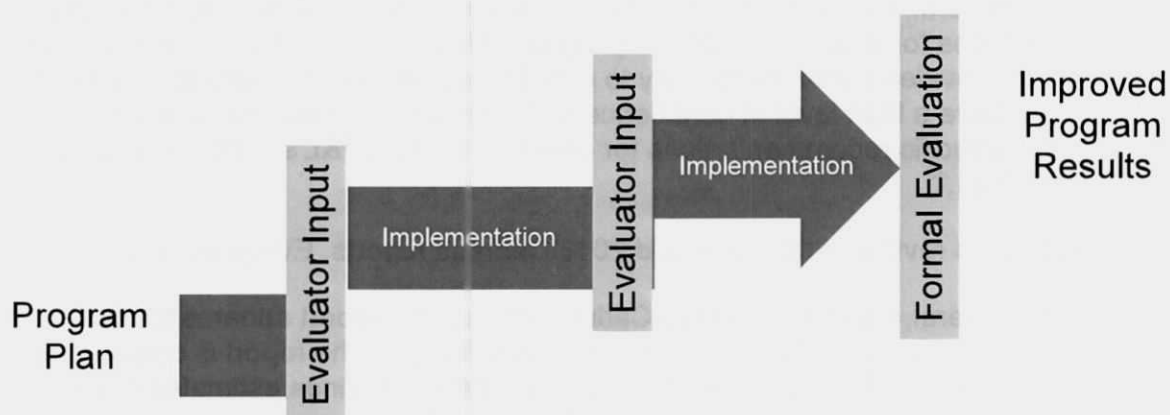 Program
Plan
Evaluator Input
Implementation
Evaluator Input
Implementation
Formal Evaluation
Improved
Program
Results